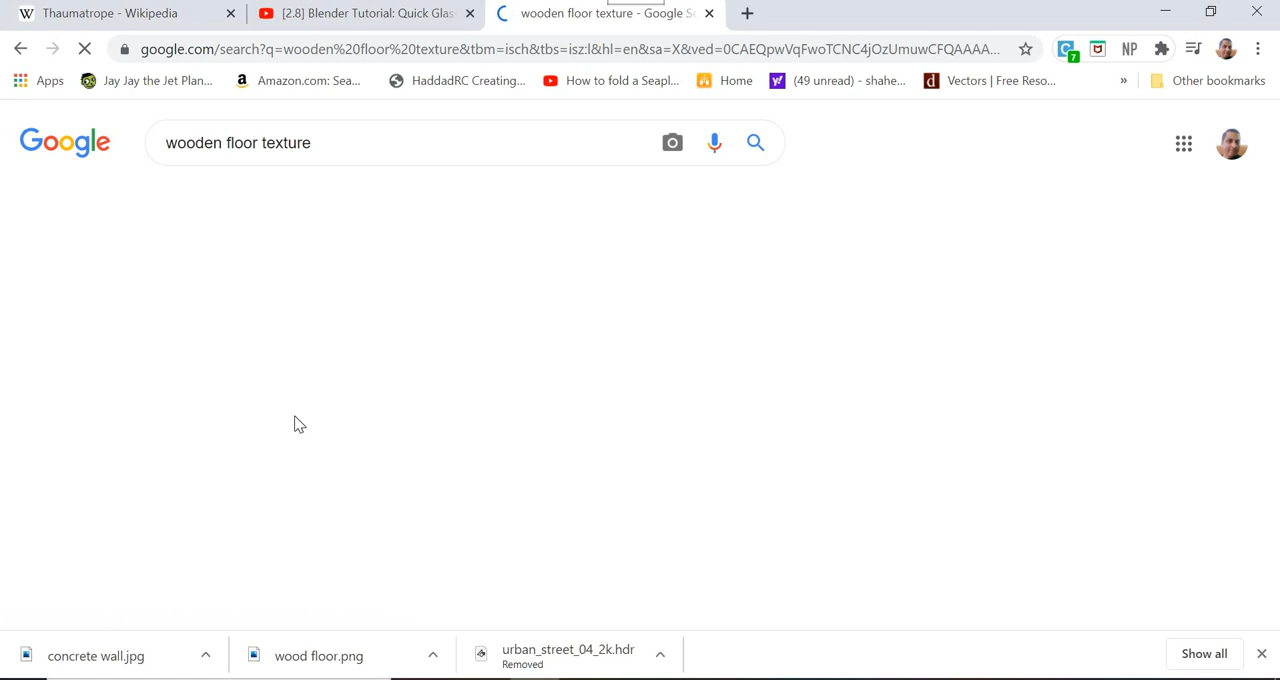 W Thaumatrope - Wikipedia
[2.8] Blender Tutorial: Quick Glas
wooden floor texture - Google Se
google.com/search?q=wooden%20floor%20texture&tbm=isch&tbs=isz:l&hl=en&sa=X&ved=0CAEQpwVqFwoTCNC4jOzUmuwCFQAAAA...
7
NP
Apps
Jay Jay the Jet Plan...
a Amazon.com: Sea...
HaddadRC Creating...
How to fold a Seapl...
Home
(49 unread) - shahe...
d Vectors | Free Reso...
»
Other bookmarks
Google
wooden floor texture
concrete wall.jpg
wood floor.png
urban_street_04_2k.hdr
Removed
Show all